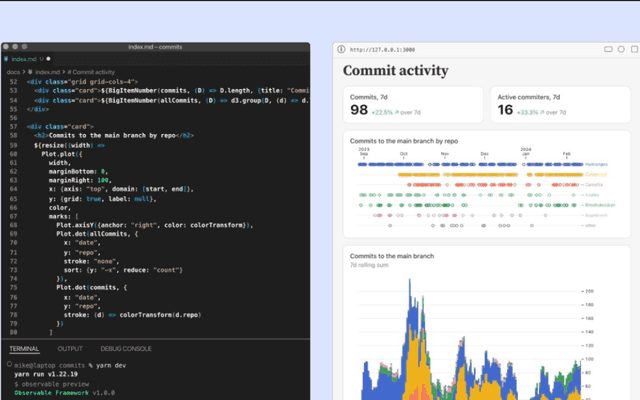 index.md — commits
index.md
docs > index.md > # Commit activity
52 <div class="grid grid-cols-4">
53 <div class="card">${BigItemNumber(commits, (D) => D.length, {title: "Commi
54 <div class="card">${BigItemNumber(allCommits, (D) => d3.group(D, (d) => d.
55 </div>
56
57 <div class="card">
58 <h2>Commits to the main branch by repo</h2>
59 ${resize((width) =>
60 Plot.plot({
61 width,
62 marginBottom: 0,
63 marginRight: 100,
64 x: {axis: "top", domain: [start, end]},
65 y: {grid: true, label: null},
66 color,
67 marks: [
68 Plot.axisY({anchor: "right", color: colorTransform}),
69 Plot.dot(allCommits, {
70 x: "date",
71 y: "repo",
72 stroke: "none",
73 sort: {y: "-x", reduce: "count"}
74 }),
75 Plot.dot(commits, {
76 x: "date",
77 y: "repo",
78 stroke: (d) => colorTransform(d.repo)
79 })
80 ]
TERMINAL OUTPUT DEBUG CONSOLE
mike@laptop commits % yarn dev
yarn run v1.22.19
$ observable preview
Observable Framework v1.0.0
http://127.0.0.1:3000
Commit activity
Commits, 7d
98 +22.5% ↗ over 7d
Active committers, 7d
16 +33.3% ↗ over 7d
Commits to the main branch by repo
2023 2024
Sep Oct Nov Dec Jan Feb
Hydrangea
Camellia
Rhododendron
other
Commits to the main branch
7d rolling sum
200
180
160
140
120
100
80
60
40